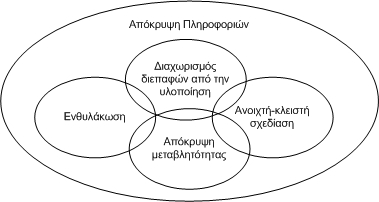 Απόκρυψη Πληροφοριών
Διαχωρισμός
διεπαφών από την
υλοποίηση
Ενθυλάκωση
Ανοιχτή-κλειστή
σχεδίαση
Απόκρυψη
μεταβλητότητας